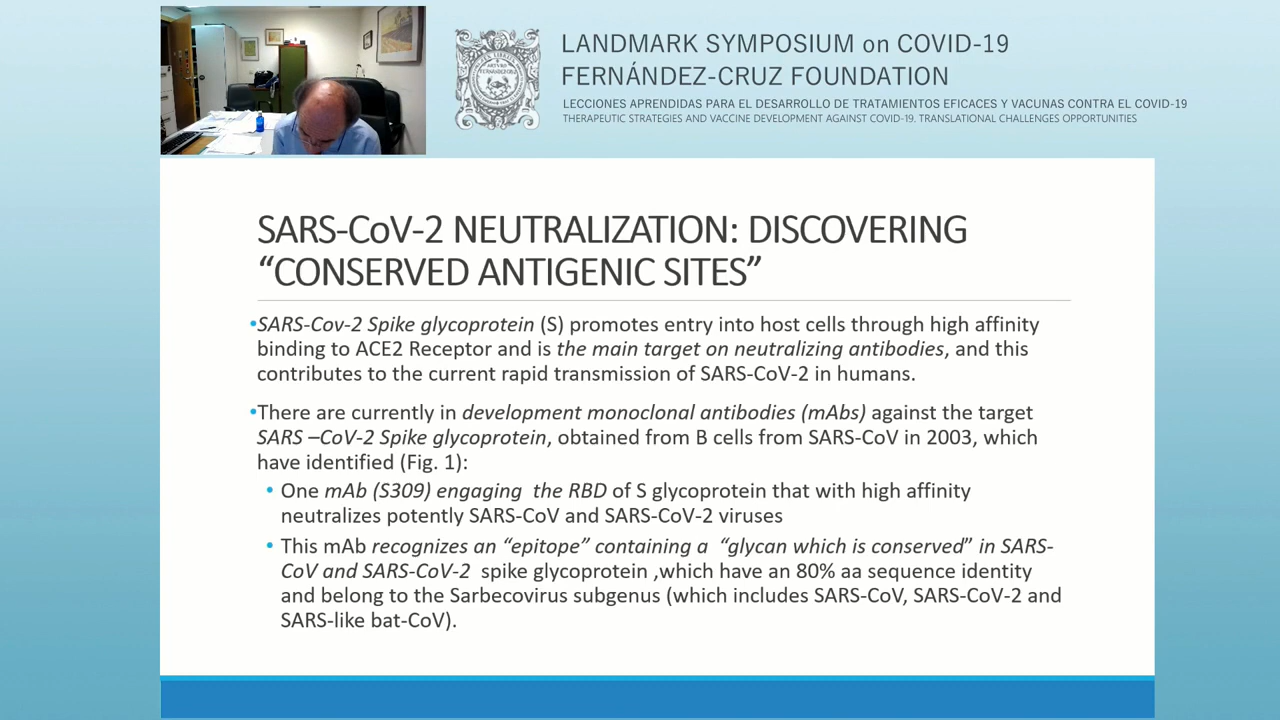 LANDMARK SYMPOSIUM on COVID-19
FERNÁNDEZ-CRUZ FOUNDATION
LECCIONES APRENDIDAS PARA EL DESARROLLO DE TRATAMIENTOS EFICACES Y VACUNAS CONTRA EL COVID-19
THERAPEUTIC STRATEGIES AND VACCINE DEVELOPMENT AGAINST COVID-19. TRANSLATIONAL CHALLENGES OPPORTUNITIES
SARS-CoV-2 NEUTRALIZATION: DISCOVERING
“CONSERVED ANTIGENIC SITES”
•SARS-Cov-2 Spike glycoprotein (S) promotes entry into host cells through high affinity
binding to ACE2 Receptor and is the main target on neutralizing antibodies, and this
contributes to the current rapid transmission of SARS-CoV-2 in humans.
•There are currently in development monoclonal antibodies (mAbs) against the target
SARS –CoV-2 Spike glycoprotein, obtained from B cells from SARS-CoV in 2003, which
have identified (Fig. 1):
• One mAb (S309) engaging the RBD of S glycoprotein that with high affinity
neutralizes potently SARS-CoV and SARS-CoV-2 viruses
• This mAb recognizes an “epitope” containing a “glycan which is conserved” in SARS-
CoV and SARS-CoV-2 spike glycoprotein ,which have an 80% aa sequence identity
and belong to the Sarbecovirus subgenus (which includes SARS-CoV, SARS-CoV-2 and
SARS-like bat-CoV).